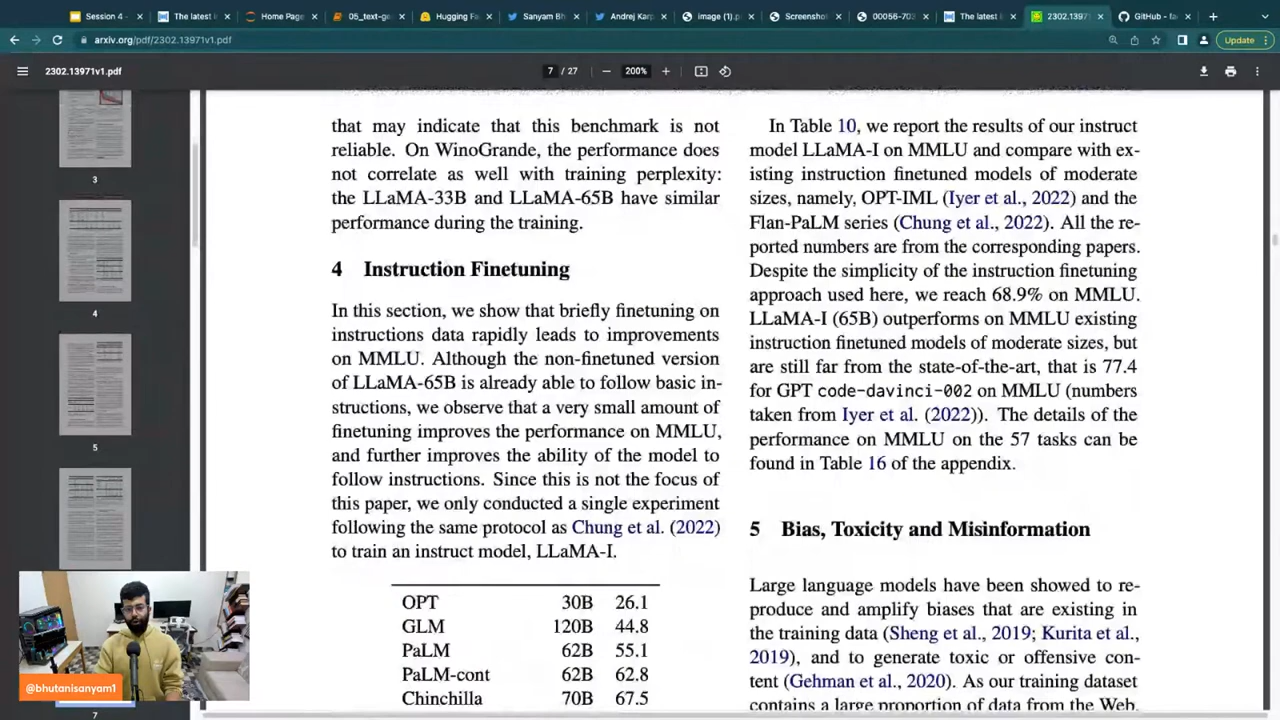 Session 4 -
The latest i
Home Page
05_text-ge
Hugging Fa
Sanyam Bh
Andrej Karp
image (1).p
Screenshot
00056-703
The latest i
2302.1397
GitHub - fa
arxiv.org/pdf/2302.13971v1.pdf
Update
2302.13971v1.pdf
7 / 27
200%
3
4
5
7
that may indicate that this benchmark is not
reliable. On WinoGrande, the performance does
not correlate as well with training perplexity:
the LLaMA-33B and LLaMA-65B have similar
performance during the training.
4 Instruction Finetuning
In this section, we show that briefly finetuning on
instructions data rapidly leads to improvements
on MMLU. Although the non-finetuned version
of LLaMA-65B is already able to follow basic in-
structions, we observe that a very small amount of
finetuning improves the performance on MMLU,
and further improves the ability of the model to
follow instructions. Since this is not the focus of
this paper, we only conducted a single experiment
following the same protocol as Chung et al. (2022)
to train an instruct model, LLaMA-I.
OPT 30B 26.1
GLM 120B 44.8
PaLM 62B 55.1
PaLM-cont 62B 62.8
Chinchilla 70B 67.5
In Table 10, we report the results of our instruct
model LLaMA-I on MMLU and compare with ex-
isting instruction finetuned models of moderate
sizes, namely, OPT-IML (Iyer et al., 2022) and the
Flan-PaLM series (Chung et al., 2022). All the re-
ported numbers are from the corresponding papers.
Despite the simplicity of the instruction finetuning
approach used here, we reach 68.9% on MMLU.
LLaMA-I (65B) outperforms on MMLU existing
instruction finetuned models of moderate sizes, but
are still far from the state-of-the-art, that is 77.4
for GPT code-davinci-002 on MMLU (numbers
taken from Iyer et al. (2022)). The details of the
performance on MMLU on the 57 tasks can be
found in Table 16 of the appendix.
5 Bias, Toxicity and Misinformation
Large language models have been showed to re-
produce and amplify biases that are existing in
the training data (Sheng et al., 2019; Kurita et al.,
2019), and to generate toxic or offensive con-
tent (Gehman et al., 2020). As our training dataset
contains a large proportion of data from the Web,
@bhutanisanyam1